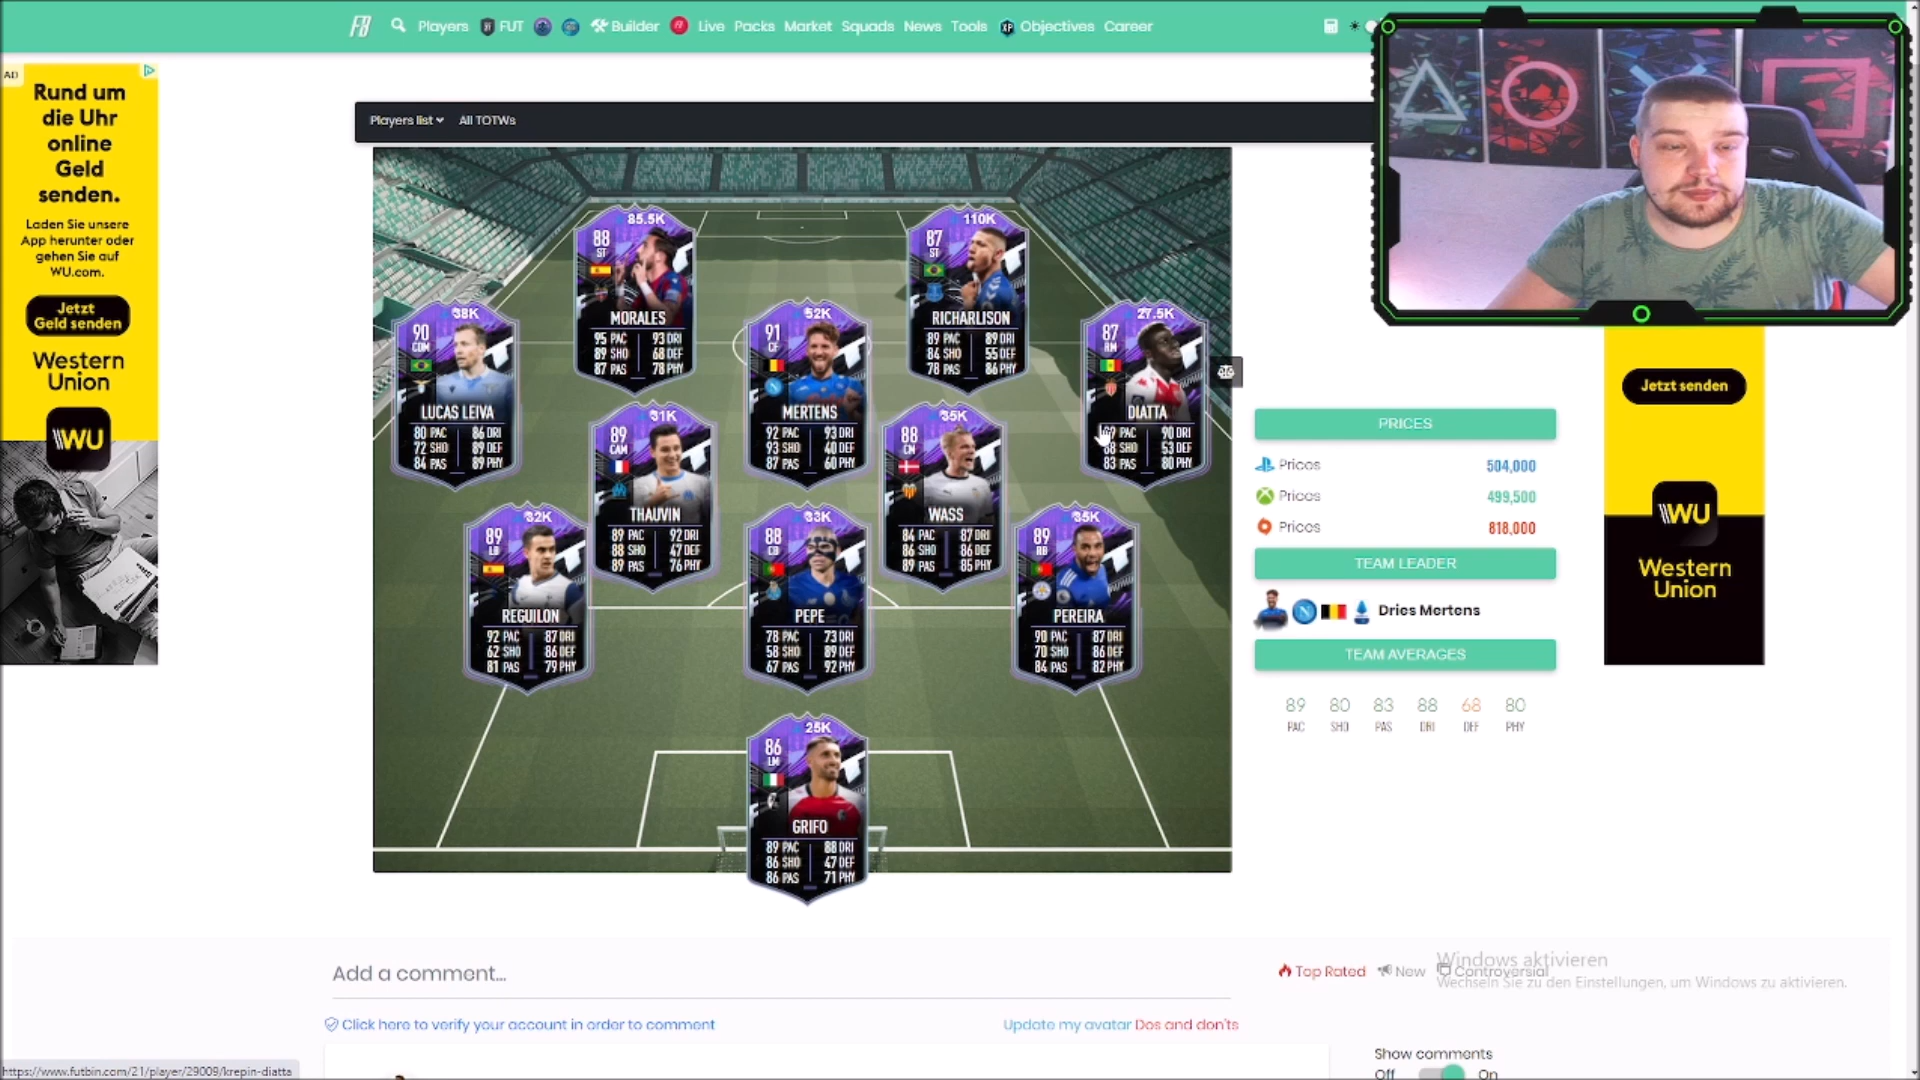 Players FUT Builder Live Packs Market Squads News Tools Objectives Career
AD
Rund um
die Uhr
online
Geld
senden.
Laden Sie unsere
App herunter oder
gehen Sie auf
WU.com.
Jetzt
Geld senden
Western
Union
WU
Players list All TOTWs
85.5K
88
ST
MORALES
95 PAC 93 DRI
89 SHO 68 DEF
87 PAS 78 PHY
110K
87
ST
RICHARLISON
89 PAC 89 DRI
84 SHO 55 DEF
78 PAS 86 PHY
38K
90
CDM
LUCAS LEIVA
80 PAC 86 DRI
72 SHO 89 DEF
84 PAS 89 PHY
52K
91
CF
MERTENS
92 PAC 93 DRI
93 SHO 40 DEF
87 PAS 60 PHY
27.5K
87
RM
DIATTA
PAC 90 DRI
SHO 53 DEF
83 PAS 80 PHY
31K
89
CAM
THAUVIN
89 PAC 92 DRI
88 SHO 47 DEF
89 PAS 76 PHY
35K
88
CM
WASS
84 PAC 87 DRI
86 SHO 86 DEF
89 PAS 85 PHY
32K
89
LB
REGUILON
92 PAC 87 DRI
62 SHO 86 DEF
81 PAS 79 PHY
33K
88
CB
PEPE
78 PAC 73 DRI
58 SHO 89 DEF
67 PAS 92 PHY
35K
89
RB
PEREIRA
90 PAC 87 DRI
70 SHO 86 DEF
84 PAS 82 PHY
25K
86
LM
GRIFO
89 PAC 88 DRI
86 SHO 47 DEF
86 PAS 71 PHY
PRICES
Prices 504,000
Prices 499,500
Prices 818,000
TEAM LEADER
Dries Mertens
TEAM AVERAGES
89 80 83 88 68 80
PAC SHO PAS DRI DEF PHY
Jetzt senden
WU
Western
Union
Add a comment...
Top Rated New Controversial
Windows aktivieren
Wechseln Sie zu den Einstellungen, um Windows zu aktivieren.
Click here to verify your account in order to comment
Update my avatar Dos and don'ts
Show comments
Off On
https://www.futbin.com/21/player/29009/krepin-diatta